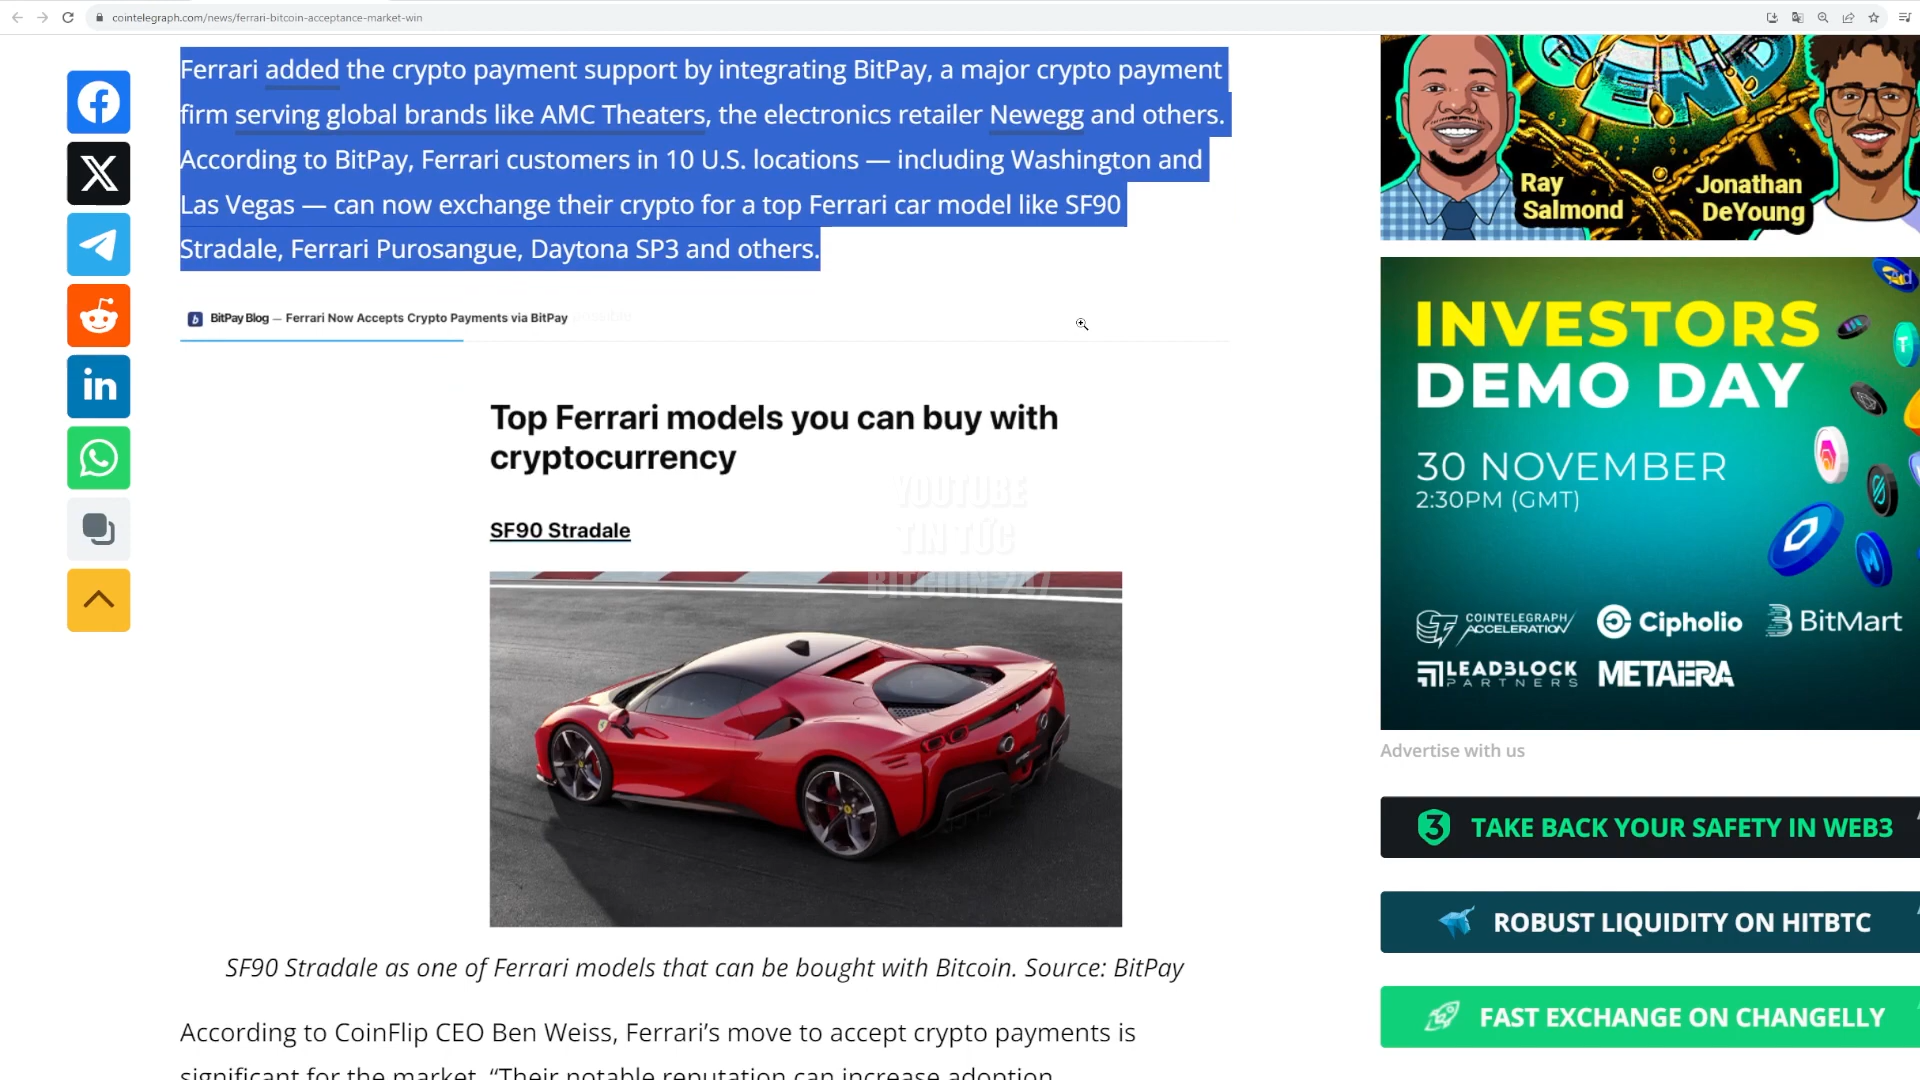 cointelegraph.com/news/ferrari-bitcoin-acceptance-market-win
Ferrari added the crypto payment support by integrating BitPay, a major crypto payment
firm serving global brands like AMC Theaters, the electronics retailer Newegg and others.
According to BitPay, Ferrari customers in 10 U.S. locations — including Washington and
Las Vegas — can now exchange their crypto for a top Ferrari car model like SF90
Stradale, Ferrari Purosangue, Daytona SP3 and others.
BitPay Blog — Ferrari Now Accepts Crypto Payments via BitPay
Top Ferrari models you can buy with
cryptocurrency
SF90 Stradale
YOUTUBE
TIN TỨC
BITCOIN 247
SF90 Stradale as one of Ferrari models that can be bought with Bitcoin. Source: BitPay
According to CoinFlip CEO Ben Weiss, Ferrari’s move to accept crypto payments is
significant for the market. “Their notable reputation can increase adoption
Ray
Salmond
Jonathan
DeYoung
Ad
INVESTORS
DEMO DAY
30 NOVEMBER
2:30PM (GMT)
COINTELEGRAPH
ACCELERATION
Cipholio
BitMart
LEADBLOCK
PARTNERS
METAERA
Advertise with us
TAKE BACK YOUR SAFETY IN WEB3
ROBUST LIQUIDITY ON HITBTC
FAST EXCHANGE ON CHANGELLY